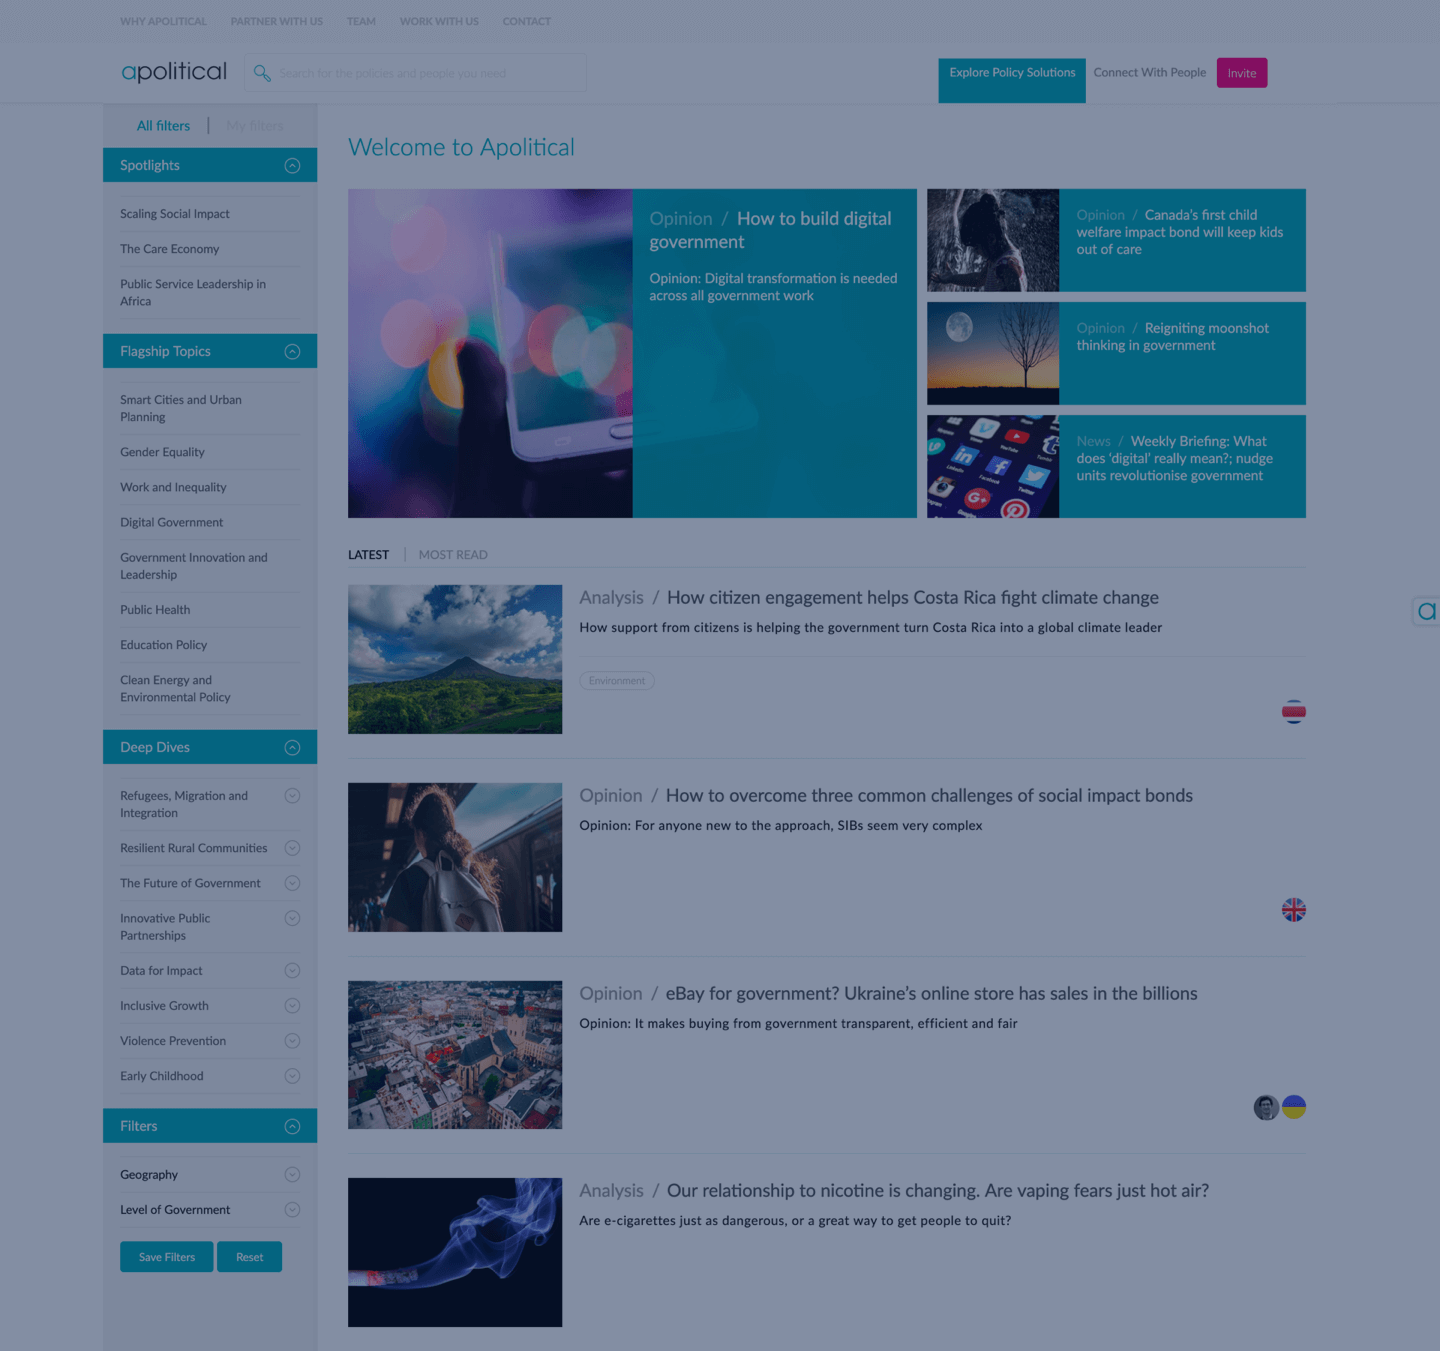 WHY APOLITICAL PARTNER WITH US TEAM WORK WITH US CONTACT
apolitical
Search for the policies and people you need
Explore Policy Solutions Connect With People Invite
All filters My filters
Spotlights
Scaling Social Impact
The Care Economy
Public Service Leadership in
Africa
Flagship Topics
Smart Cities and Urban
Planning
Gender Equality
Work and Inequality
Digital Government
Government Innovation and
Leadership
Public Health
Education Policy
Clean Energy and
Environmental Policy
Deep Dives
Refugees, Migration and
Integration
Resilient Rural Communities
The Future of Government
Innovative Public
Partnerships
Data for Impact
Inclusive Growth
Violence Prevention
Early Childhood
Filters
Geography
Level of Government
Save Filters Reset
Welcome to Apolitical
Opinion / How to build digital
government
Opinion: Digital transformation is needed
across all government work
Opinion / Canada's first child
welfare impact bond will keep kids
out of care
Opinion / Reigniting moonshot
thinking in government
News / Weekly Briefing: What
does ‘digital’ really mean?; nudge
units revolutionise government
LATEST MOST READ
Analysis / How citizen engagement helps Costa Rica fight climate change
How support from citizens is helping the government turn Costa Rica into a global climate leader
Environment
Opinion / How to overcome three common challenges of social impact bonds
Opinion: For anyone new to the approach, SIBs seem very complex
Opinion / eBay for government? Ukraine's online store has sales in the billions
Opinion: It makes buying from government transparent, efficient and fair
Analysis / Our relationship to nicotine is changing. Are vaping fears just hot air?
Are e-cigarettes just as dangerous, or a great way to get people to quit?
a